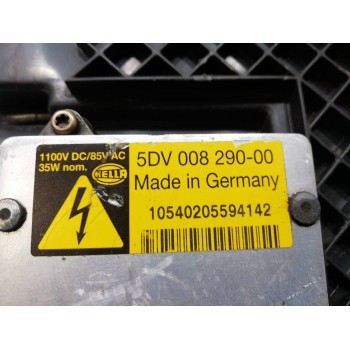 1100V DC/85V AC
35W nom. HELLA
5DV 008 290-00
Made in Germany
10540205594142